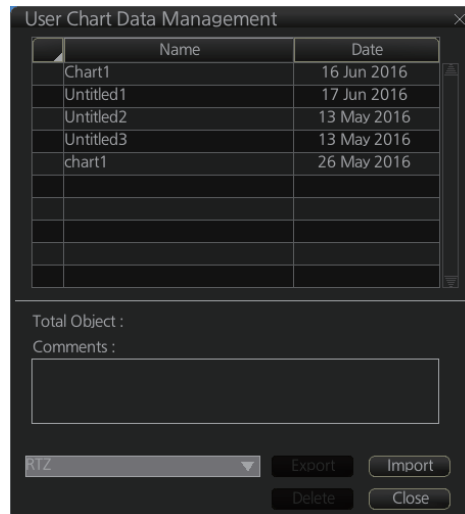 User Chart Data Management
Name Date
Chart1 16 Jun 2016
Untitled1 17 Jun 2016
Untitled2 13 May 2016
Untitled3 13 May 2016
chart1 26 May 2016
Total Object :
Comments :
RTZ Export Import
Delete Close